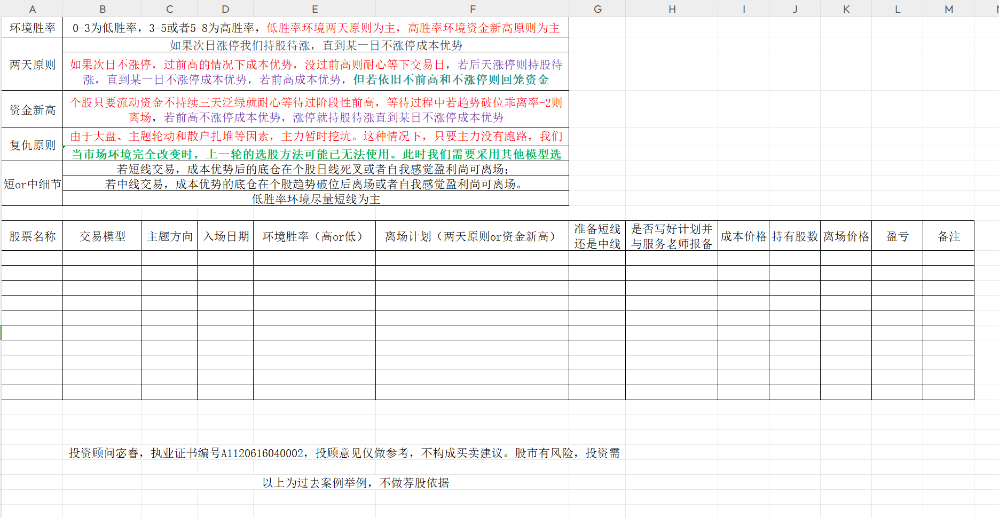 A B C D E F G H I J K L M
环境胜率 0-3为低胜率，3-5或者5-8为高胜率，低胜率环境两天原则为主，高胜率环境资金新高原则为主
如果次日涨停我们持股待涨，直到某一日不涨停成本优势
两天原则
如果次日不涨停，过前高的情况下成本优势，没过前高则耐心等下交易日，若后天涨停则持股待
涨，直到某一日不涨停成本优势，若前高成本优势，但若依旧不前高和不涨停则回笼资金
资金新高
个股只要流动资金不持续三天泛绿就耐心等待过阶段性前高，等待过程中若趋势破位乖离率-2则
离场，若前高不涨停成本优势，涨停就持股待涨直到某日不涨停成本优势
复仇原则
由于大盘、主题轮动和散户扎堆等因素，主力暂时挖坑。这种情况下，只要主力没有跑路，我们
当市场环境完全改变时，上一轮的选股方法可能已无法使用。此时我们需要采用其他模型选
短or中细节
若短线交易，成本优势后的底仓在个股日线死叉或者自我感觉盈利尚可离场；
若中线交易，成本优势的底仓在个股趋势破位后离场或者自我感觉盈利尚可离场。
低胜率环境尽量短线为主
股票名称 交易模型 主题方向 入场日期 环境胜率（高or低） 离场计划（两天原则or资金新高）
准备短线
还是中线
是否写好计划并
与服务老师报备
成本价格 持有股数 离场价格 盈亏 备注
投资顾问宓睿，执业证书编号A1120616040002，投顾意见仅做参考，不构成买卖建议。股市有风险，投资需
以上为过去案例举例，不做荐股依据